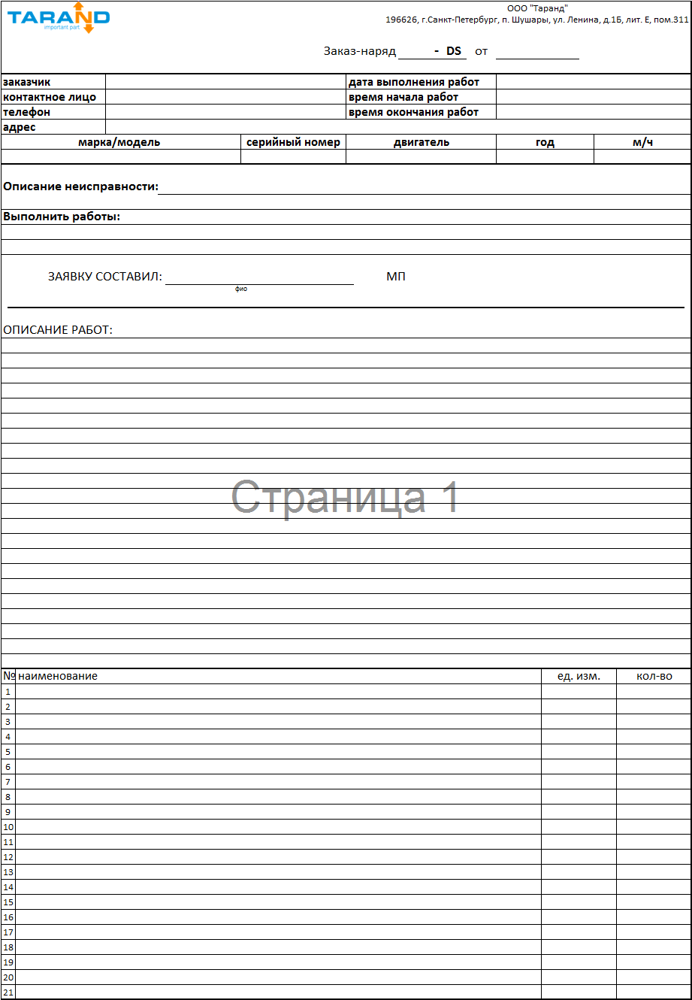 TARAND
important part
ООО "Таранд"
196626, г.Санкт-Петербург, п. Шушары, ул. Ленина, д.1Б, лит. Е, пом.311
Заказ-наряд - DS от
заказчик дата выполнения работ
контактное лицо время начала работ
телефон время окончания работ
адрес
марка/модель серийный номер двигатель год м/ч
Описание неисправности:
Выполнить работы:
ЗАЯВКУ СОСТАВИЛ: МП
фио
ОПИСАНИЕ РАБОТ:
Страница 1
№ наименование ед. изм. кол-во
1
2
3
4
5
6
7
8
9
10
11
12
13
14
15
16
17
18
19
20
21